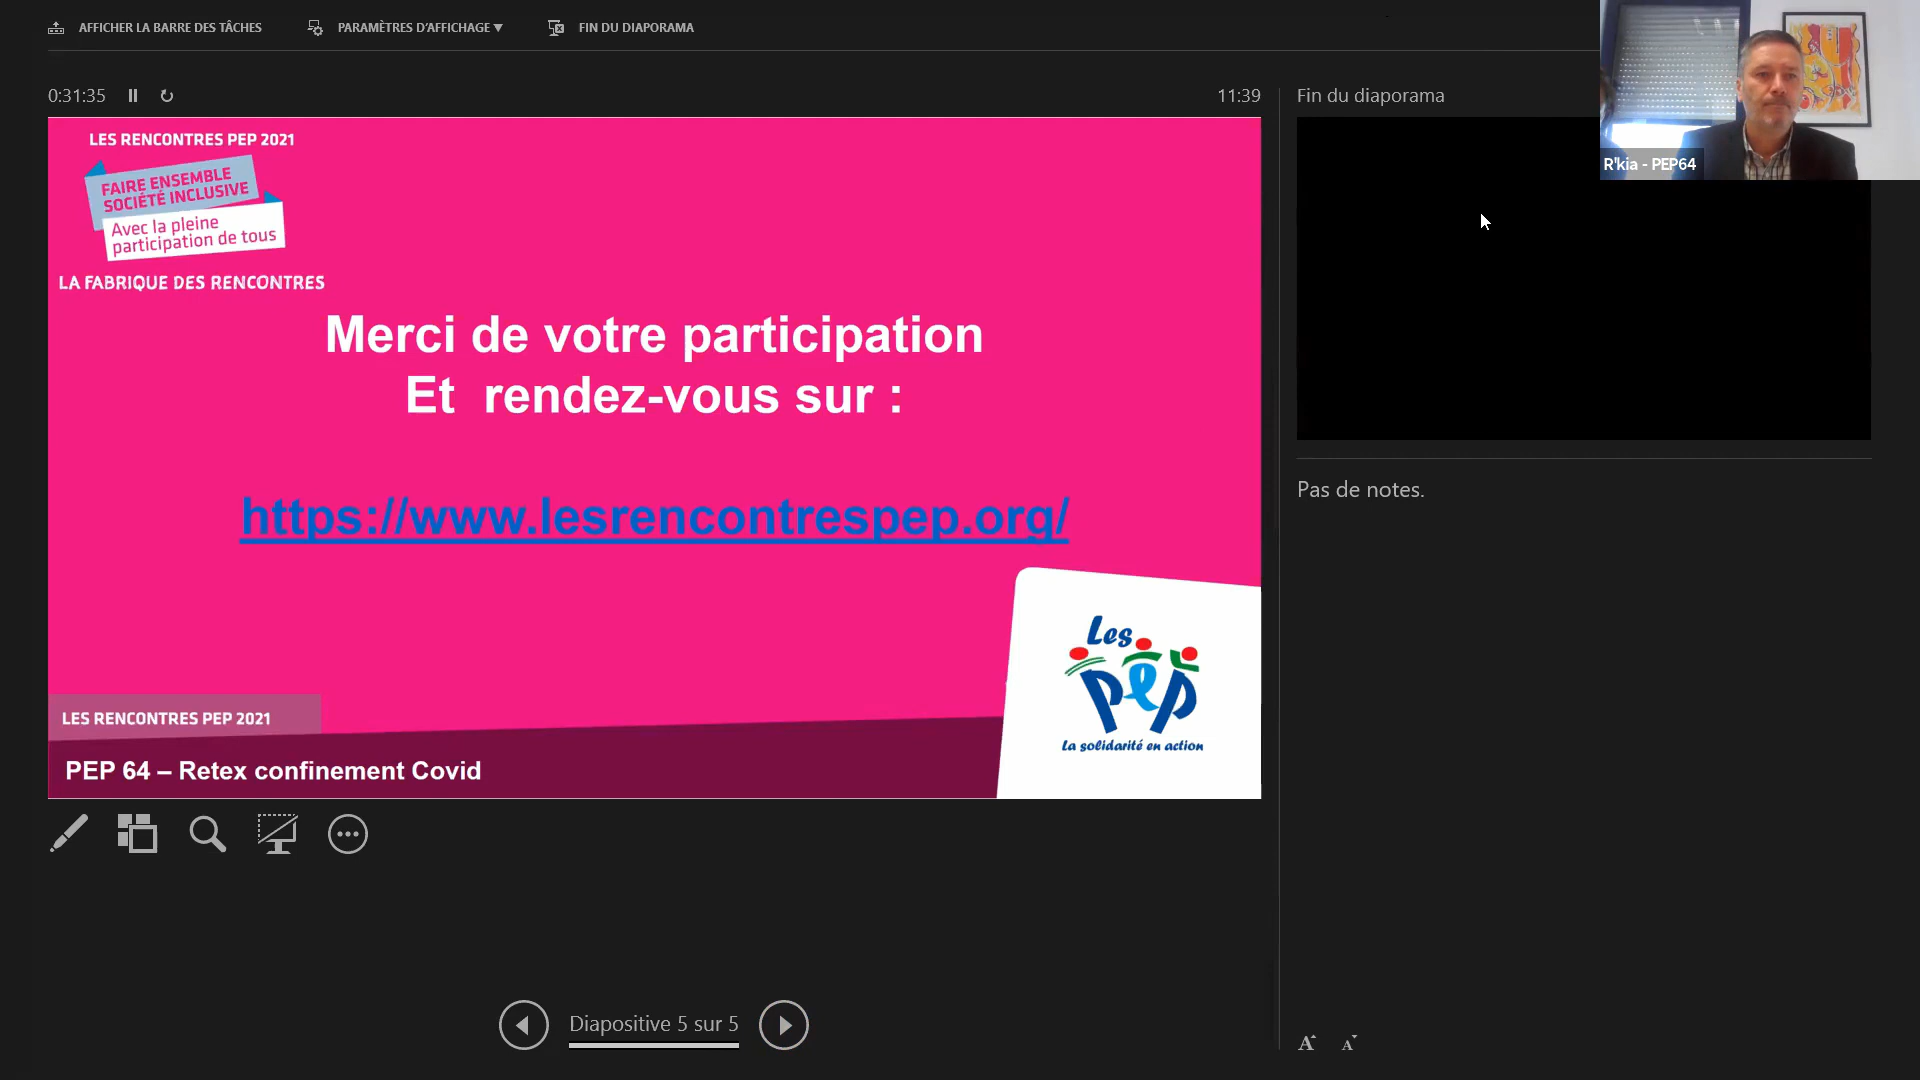 AFFICHER LA BARRE DES TÂCHES
PARAMÈTRES D'AFFICHAGE ▼
FIN DU DIAPORAMA
0:31:35
11:39
LES RENCONTRES PEP 2021
FAIRE ENSEMBLE
SOCIÉTÉ INCLUSIVE
Avec la pleine
participation de tous
LA FABRIQUE DES RENCONTRES
Merci de votre participation
Et rendez-vous sur :
https://www.lesrencontrespep.org/
Les
pep
La solidarité en action
LES RENCONTRES PEP 2021
PEP 64 – Retex confinement Covid
Diapositive 5 sur 5
Fin du diaporama
R'kia - PEP64
Pas de notes.
A A